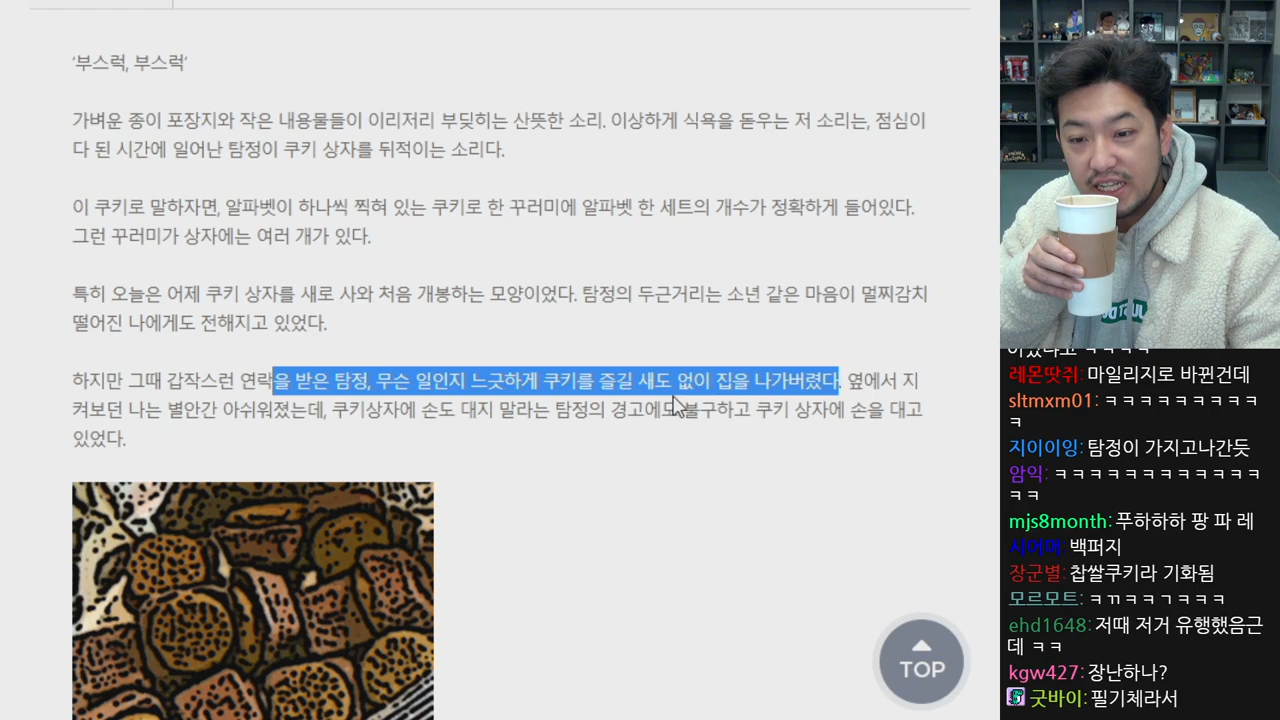 ‘부스럭, 부스럭’
가벼운 종이 포장지와 작은 내용물들이 이리저리 부딪히는 산뜻한 소리. 이상하게 식욕을 돋우는 저 소리는, 점심이
다 된 시간에 일어난 탐정이 쿠키 상자를 뒤적이는 소리다.
이 쿠키로 말하자면, 알파벳이 하나씩 찍혀 있는 쿠키로 한 꾸러미에 알파벳 한 세트의 개수가 정확하게 들어있다.
그런 꾸러미가 상자에는 여러 개가 있다.
특히 오늘은 어제 쿠키 상자를 새로 사와 처음 개봉하는 모양이었다. 탐정의 두근거리는 소년 같은 마음이 멀찌감치
떨어진 나에게도 전해지고 있었다.
하지만 그때 갑작스런 연락을 받은 탐정, 무슨 일인지 느긋하게 쿠키를 즐길 새도 없이 집을 나가버렸다. 옆에서 지
켜보던 나는 별안간 아쉬워졌는데, 쿠키상자에 손도 대지 말라는 탐정의 경고에도 불구하고 쿠키 상자에 손을 대고
있었다.
TOP
레몬땃쥐: 마일리지로 바뀐건데
sltmxm01: ㅋㅋㅋㅋㅋㅋㅋㅋㅋ
ㅋ
지이이잉: 탐정이 가지고나간듯
암익: ㅋㅋㅋㅋㅋㅋㅋㅋㅋㅋㅋㅋ
ㅋㅋ
mjs8month: 푸하하하 팡 파 레
시어머: 백퍼지
장군별: 찹쌀쿠키라 기화됨
모르모트: ㅋㄲㅋㅋㄱㅋㅋㅋ
ehd1648: 저때 저거 유행했음근
데 ㅋㅋ
kgw427: 장난하나?
굿바이: 필기체라서